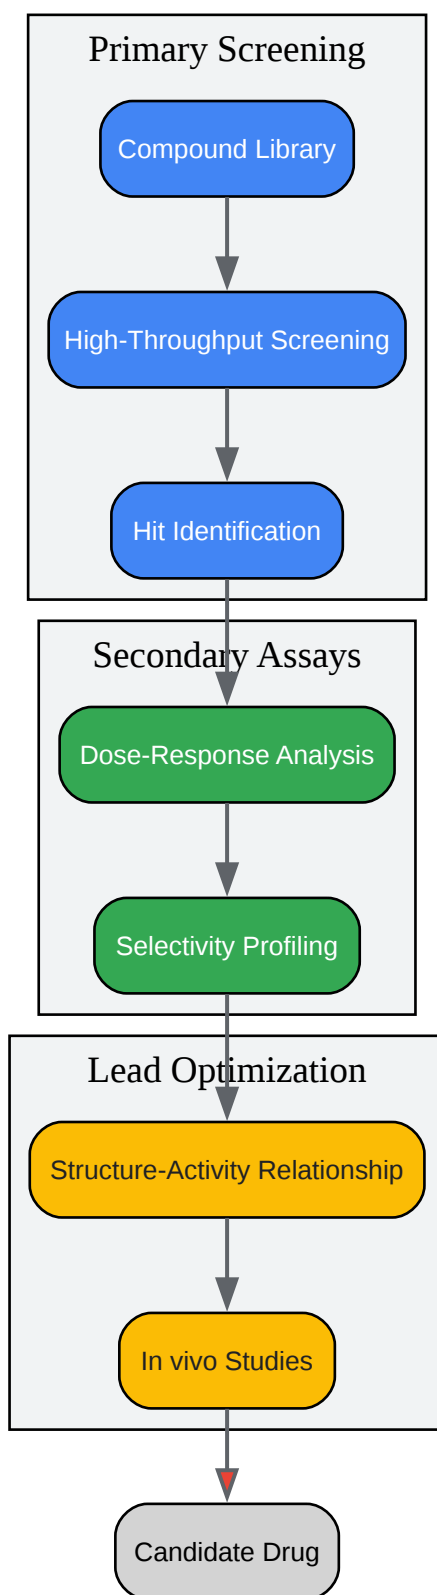 Primary Screening
Compound Library
High-Throughput Screening
Hit Identification
Secondary Assays
Dose-Response Analysis
Selectivity Profiling
Lead Optimization
Structure-Activity Relationship
In vivo Studies
Candidate Drug